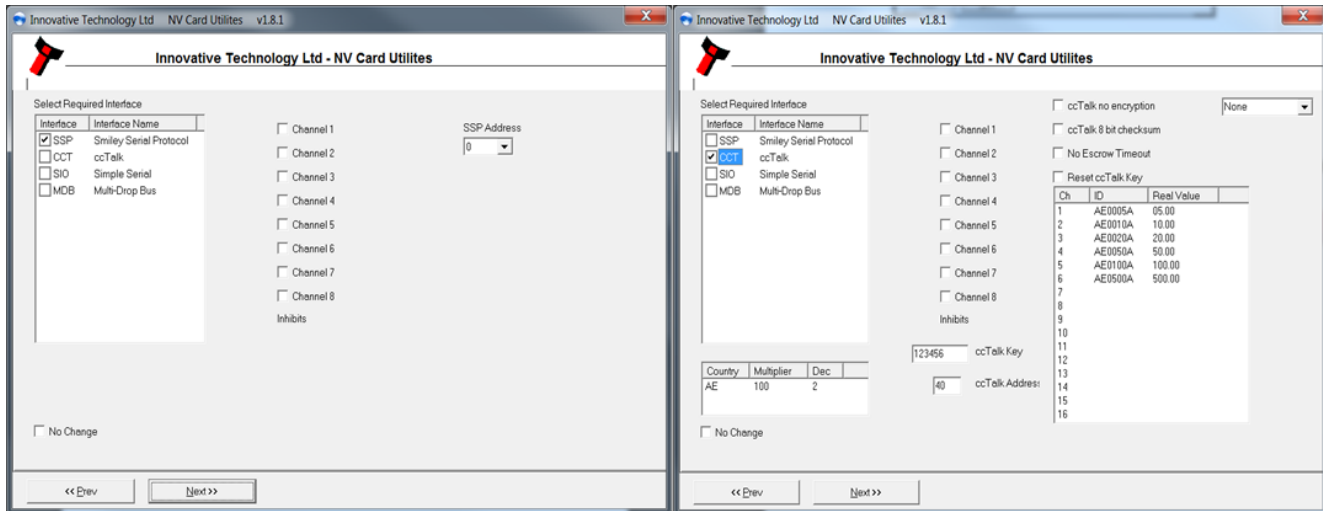 Innovative Technology Ltd NV Card Utilites v1.8.1
Innovative Technology Ltd - NV Card Utilites
Select Required Interface
Interface Interface Name
SSP Smiley Serial Protocol
CCT ccTalk
SIO Simple Serial
MDB Multi-Drop Bus
Channel 1
Channel 2
Channel 3
Channel 4
Channel 5
Channel 6
Channel 7
Channel 8
Inhibits
SSP Address
0
No Change
<< Prev
Next >>
Innovative Technology Ltd NV Card Utilites v1.8.1
Innovative Technology Ltd - NV Card Utilites
Select Required Interface
Interface Interface Name
SSP Smiley Serial Protocol
CCT ccTalk
SIO Simple Serial
MDB Multi-Drop Bus
Channel 1
Channel 2
Channel 3
Channel 4
Channel 5
Channel 6
Channel 7
Channel 8
Inhibits
ccTalk no encryption
None
ccTalk 8 bit checksum
No Escrow Timeout
Reset ccTalk Key
Ch ID Real Value
1 AE0005A 05.00
2 AE0010A 10.00
3 AE0020A 20.00
4 AE0050A 50.00
5 AE0100A 100.00
6 AE0500A 500.00
7
8
9
10
11
12
13
14
15
16
123456 ccTalk Key
40 ccTalk Address
Country Multiplier Dec
AE 100 2
No Change
<< Prev
Next >>